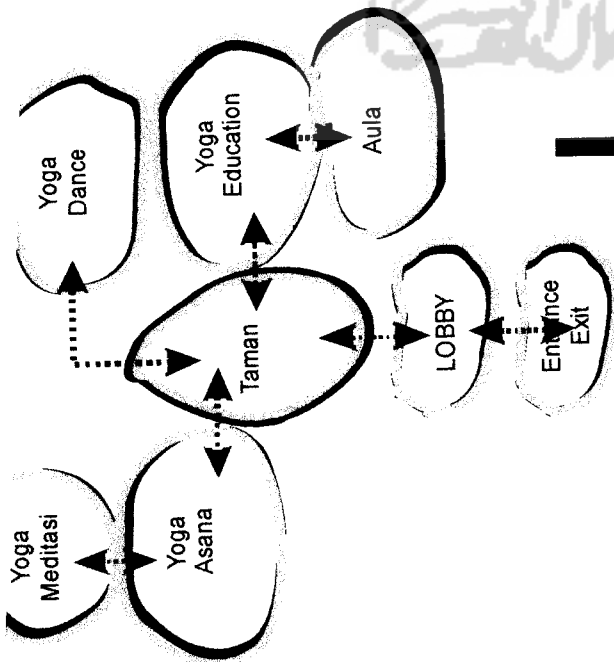 Yoga
Meditasi
Yoga
Asana
Yoga
Dance
Taman
Yoga
Education
Aula
LOBBY
Entrance
Exit